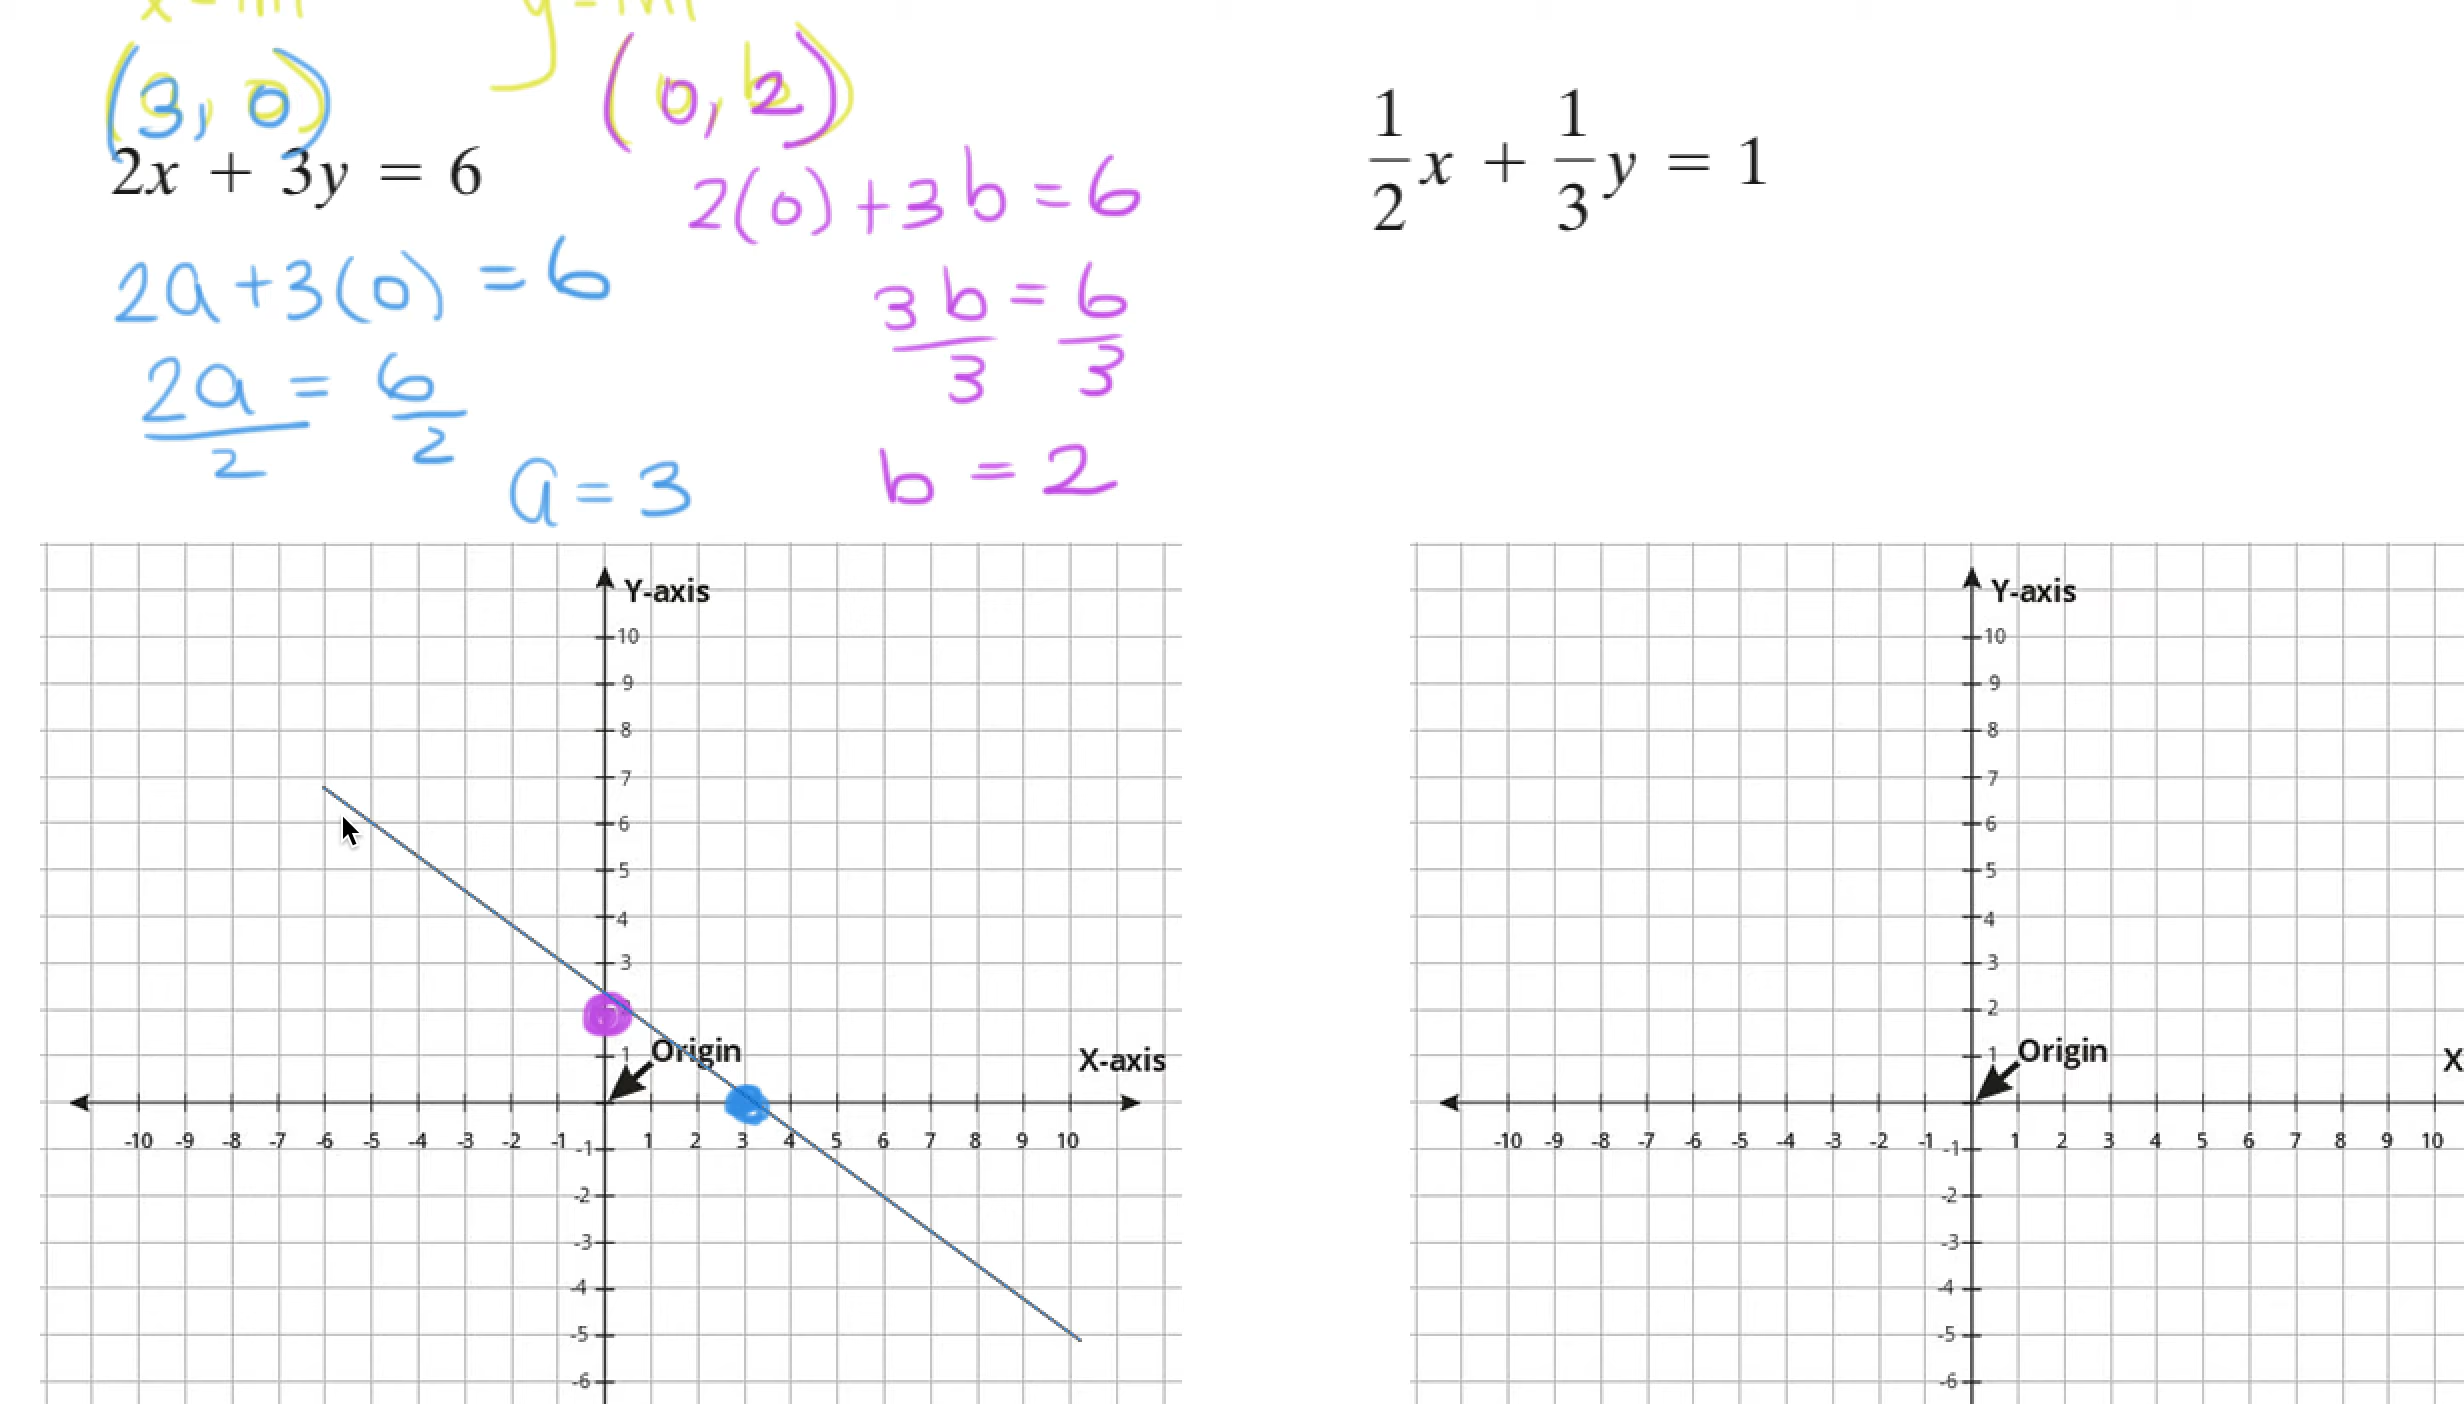 (3, 0)
(0, 2)
2x + 3y = 6
2(0) + 3b = 6
2a + 3(0) = 6
3b = 6
3 3
2a = 6
2 2
a = 3
b = 2
Y-axis
10
9
8
7
6
5
4
3
1
Origin
X-axis
-10 -9 -8 -7 -6 -5 -4 -3 -2 -1 1 2 3 4 5 6 7 8 9 10
-1
-2
-3
-4
-5
-6
1/2 x + 1/3 y = 1
Y-axis
10
9
8
7
6
5
4
3
2
1
Origin
X
-10 -9 -8 -7 -6 -5 -4 -3 -2 -1 1 2 3 4 5 6 7 8 9 10
-1
-2
-3
-4
-5
-6